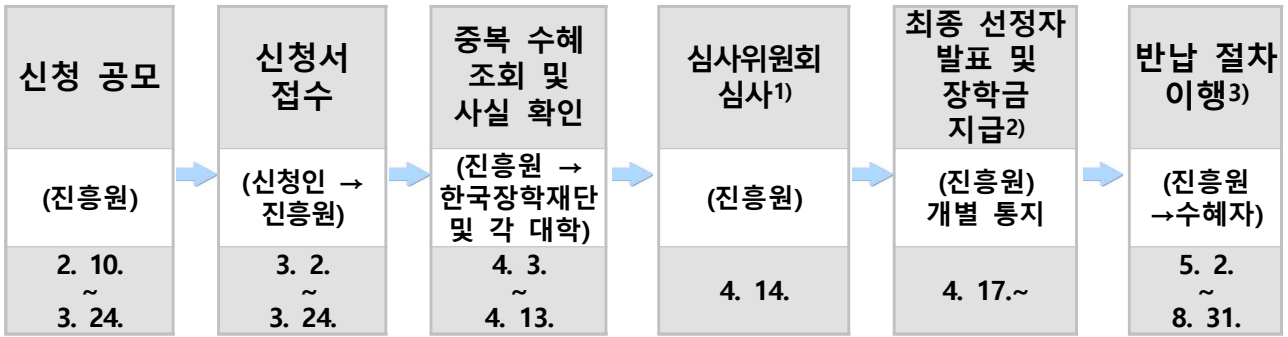 신청 공모
(진흥원)
2. 10.
~
3. 24.
신청서
접수
(신청인 →
진흥원)
3. 2.
~
3. 24.
중복 수혜
조회 및
사실 확인
(진흥원 →
한국장학재단
및 각 대학)
4. 3.
~
4. 13.
심사위원회
심사1)
(진흥원)
4. 14.
최종 선정자
발표 및
장학금
지급2)
(진흥원)
개별 통지
4. 17.~
반납 절차
이행3)
(진흥원
→수혜자)
5. 2.
~
8. 31.